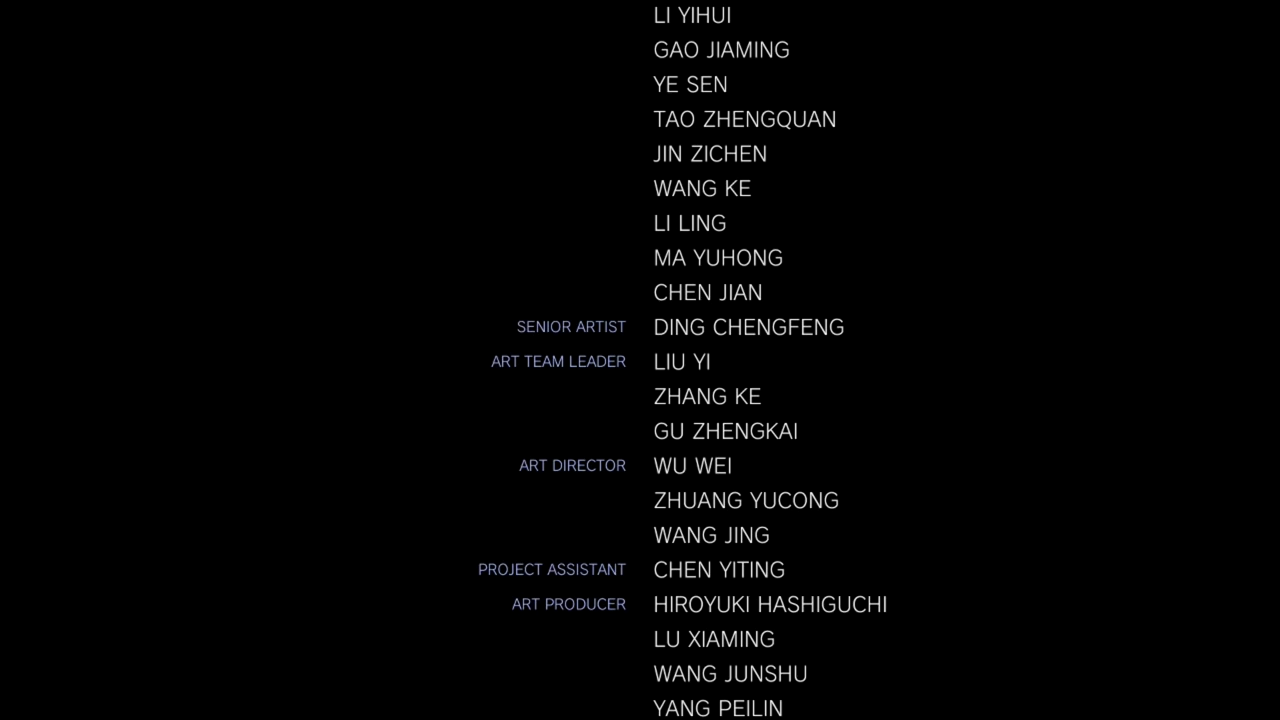 LI YIHUI
GAO JIAMING
YE SEN
TAO ZHENGQUAN
JIN ZICHEN
WANG KE
LI LING
MA YUHONG
CHEN JIAN
SENIOR ARTIST DING CHENGFENG
ART TEAM LEADER LIU YI
ZHANG KE
GU ZHENGKAI
ART DIRECTOR WU WEI
ZHUANG YUCONG
WANG JING
PROJECT ASSISTANT CHEN YITING
ART PRODUCER HIROYUKI HASHIGUCHI
LU XIAMING
WANG JUNSHU
YANG PEILIN